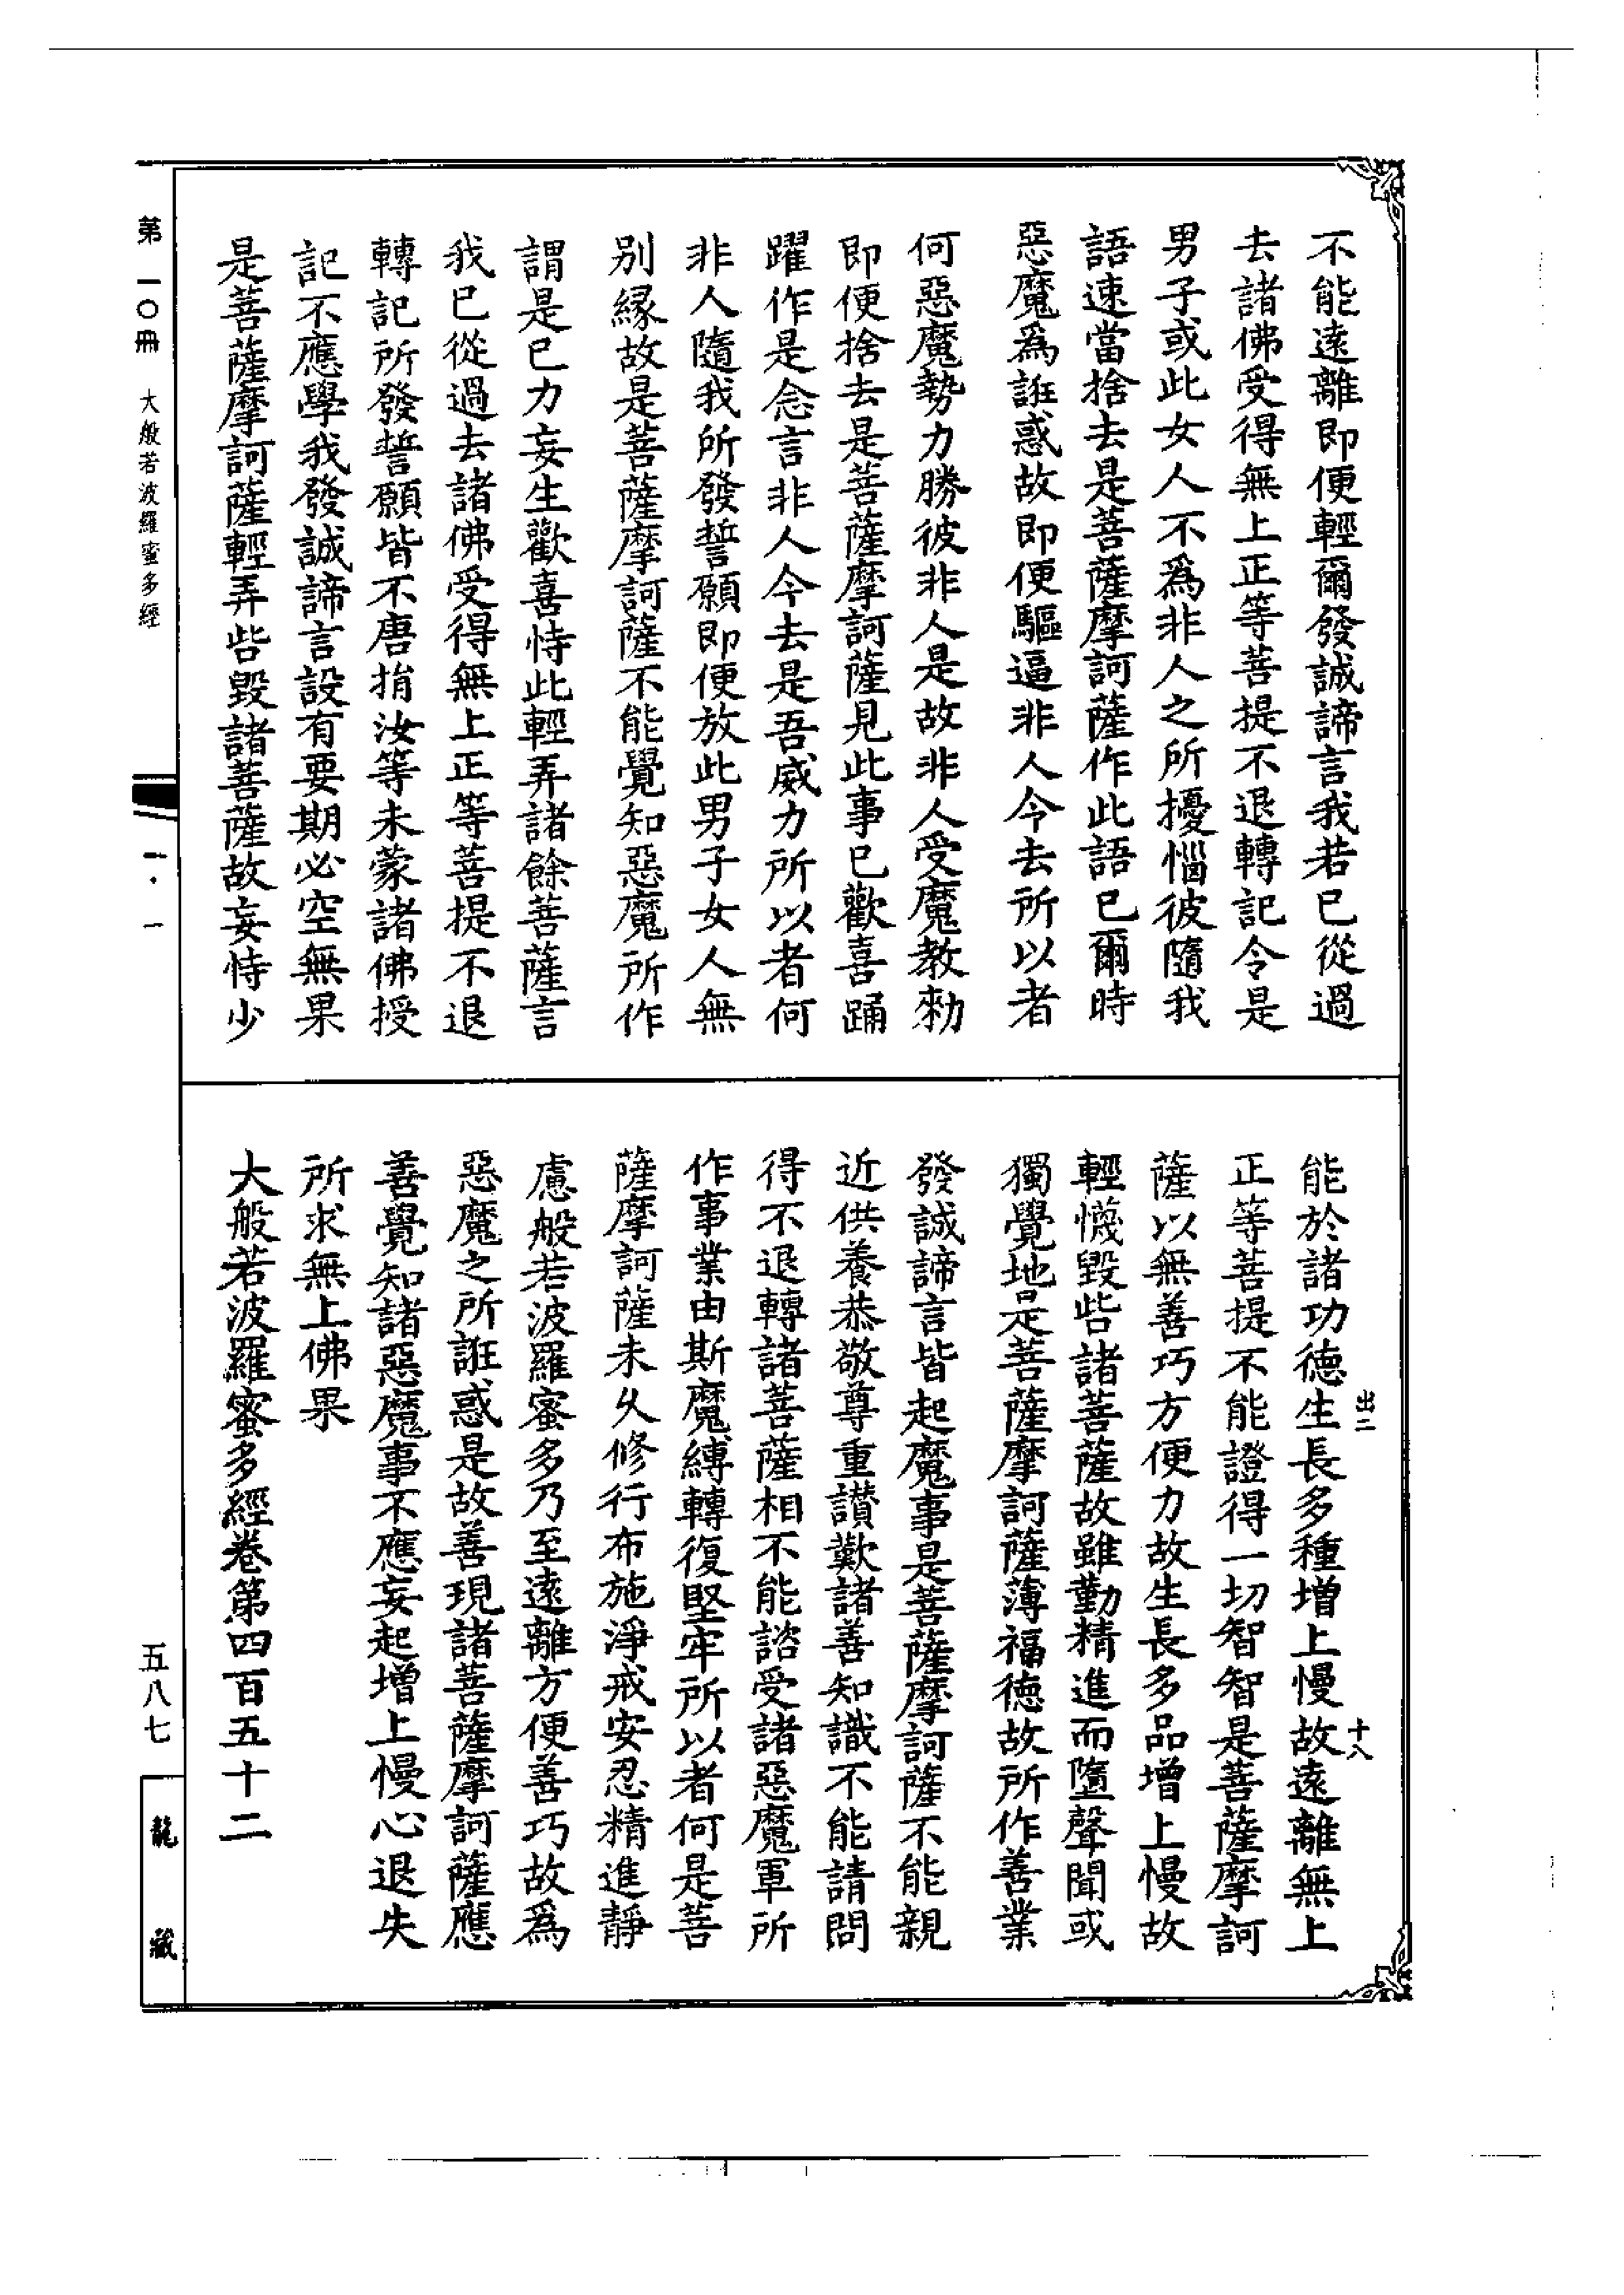 不能遠離即便輕爾發誠諦言我若已從過
去諸佛受得無上正等菩提不退轉記令是
男子或此女人不爲非人之所擾惱彼隨我
語速當捨去是菩薩摩訶薩作此語已爾時
惡魔爲誑惑故即便驅逼非人令去所以者
何惡魔勢力勝彼非人是故非人受魔教勑
即便捨去是菩薩摩訶薩見此事已歡喜踊
躍作是念言非人今去是吾威力所以者何
非人隨我所發誓願即便放此男子女人無
别緣故是菩薩摩訶薩不能覺知惡魔所作
謂是已力妄生歡喜恃此輕弄諸餘菩薩言
我已從過去諸佛受得無上正等菩提不退
轉記所發誓願皆不唐捐汝等未蒙諸佛授
記不應學我發誠諦言設有要期必空無果
是菩薩摩訶薩輕弄呰毀諸菩薩故妄恃少
能於諸功德生長多種增上慢故遠離無上
正等菩提不能證得一切智智是菩薩摩訶
薩以無善巧方便力故生長多品增上慢故
輕懱毀呰諸菩薩故雖勤精進而墮聲聞或
獨覺地是菩薩摩訶薩薄福德故所作善業
發誠諦言皆起魔事是菩薩摩訶薩不能親
近供養恭敬尊重讚歎諸善知識不能請問
得不退轉諸菩薩相不能諮受諸惡魔軍所
作事業由斯魔縛轉復堅牢所以者何是菩
薩摩訶薩未久修行布施淨戒安忍精進靜
慮般若波羅蜜多乃至遠離方便善巧故爲
惡魔之所誑惑是故善現諸菩薩摩訶薩應
善覺知諸惡魔事不應妄起增上慢心退失
所求無上佛果
大般若波羅蜜多經卷第四百五十二
出二
十八
第一〇冊 大般若波羅蜜多經
一·一
五八七
龍藏